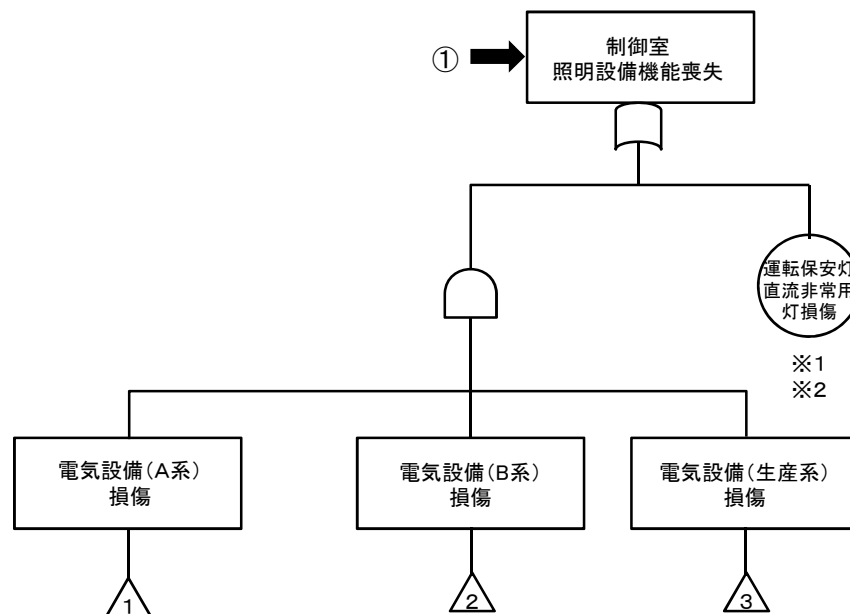 制御室
照明設備機能喪失
①
運転保安灯
直流非常用
灯損傷
※1
※2
電気設備(A系)
損傷
電気設備(B系)
損傷
電気設備(生産系)
損傷
1
2
3